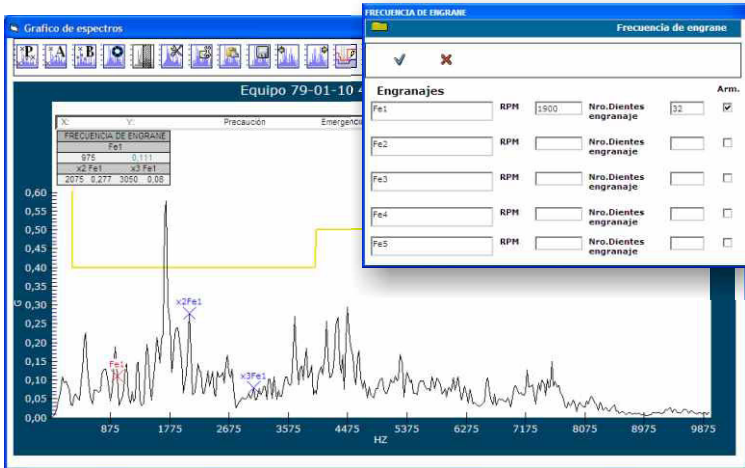 Grafico de espectros
Equipo 79-01-10
X: Y: Precaución
FRECUENCIA DE ENGRANE
Fe1
975 0,111
x2 Fe1 x3 Fe1
2075 0,277 3050 0,08
0,60
0,55
0,50
0,45
0,40
0,35
0,30
0,25
0,20
0,15
0,10
0,05
0,00
G
x2Fe1
Fe1
x3Fe1
875 1775 2675 3575 4475 5375 6275 7175 8075 8975 9875
HZ
FRECUENCIA DE ENGRANE
Frecuencia de engrane
Engranajes
Arm.
Fe1 RPM 1900 Nro.Dientes
engranaje 32
Fe2 RPM Nro.Dientes
engranaje
Fe3 RPM Nro.Dientes
engranaje
Fe4 RPM Nro.Dientes
engranaje
Fe5 RPM Nro.Dientes
engranaje